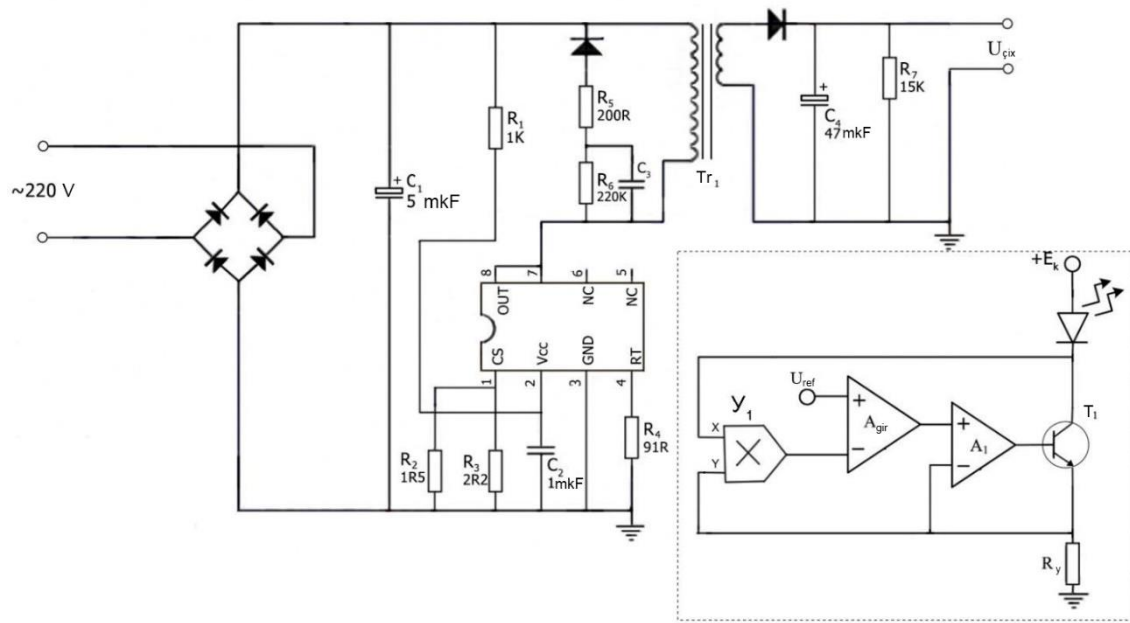 ~220 V
C₁
5 mkF
R₁
1K
R₅
200R
R₆
220K
C₃
Tr₁
C₄
47mkF
R₇
15K
Uçıx
8
7
6
5
OUT
NC
NC
CS
Vcc
GND
RT
1
2
3
4
R₂
1R5
R₃
2R2
C₂
1mkF
R₄
91R
+Eₖ
Uref
У₁
X
Y
+
−
Agir
+
−
A₁
T₁
Rᵧ